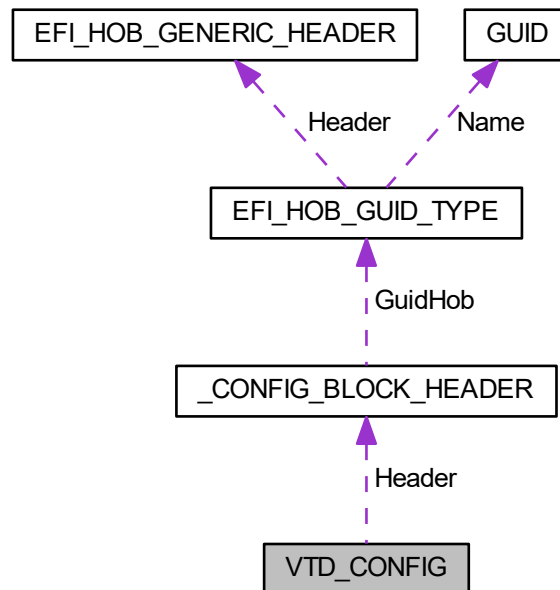 EFI_HOB_GENERIC_HEADER
GUID
Header
Name
EFI_HOB_GUID_TYPE
GuidHob
_CONFIG_BLOCK_HEADER
Header
VTD_CONFIG